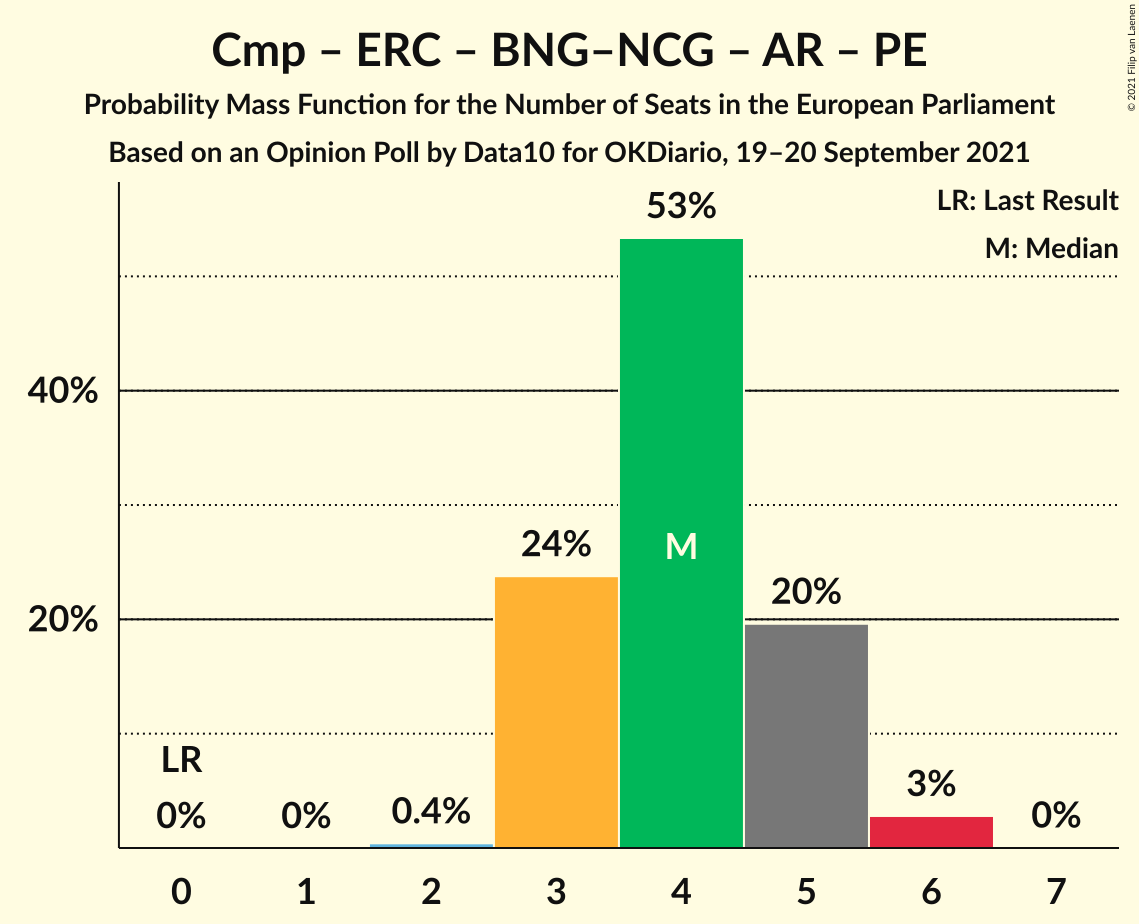 Cmp – ERC – BNG–NCG – AR – PE
Probability Mass Function for the Number of Seats in the European Parliament
Based on an Opinion Poll by Data10 for OKDiario, 19–20 September 2021
© 2021 Filip van Laenen
LR: Last Result
M: Median
53%
40%
24%
M
20%
20%
LR
0%
0%
0.4%
3%
0%
0 1 2 3 4 5 6 7